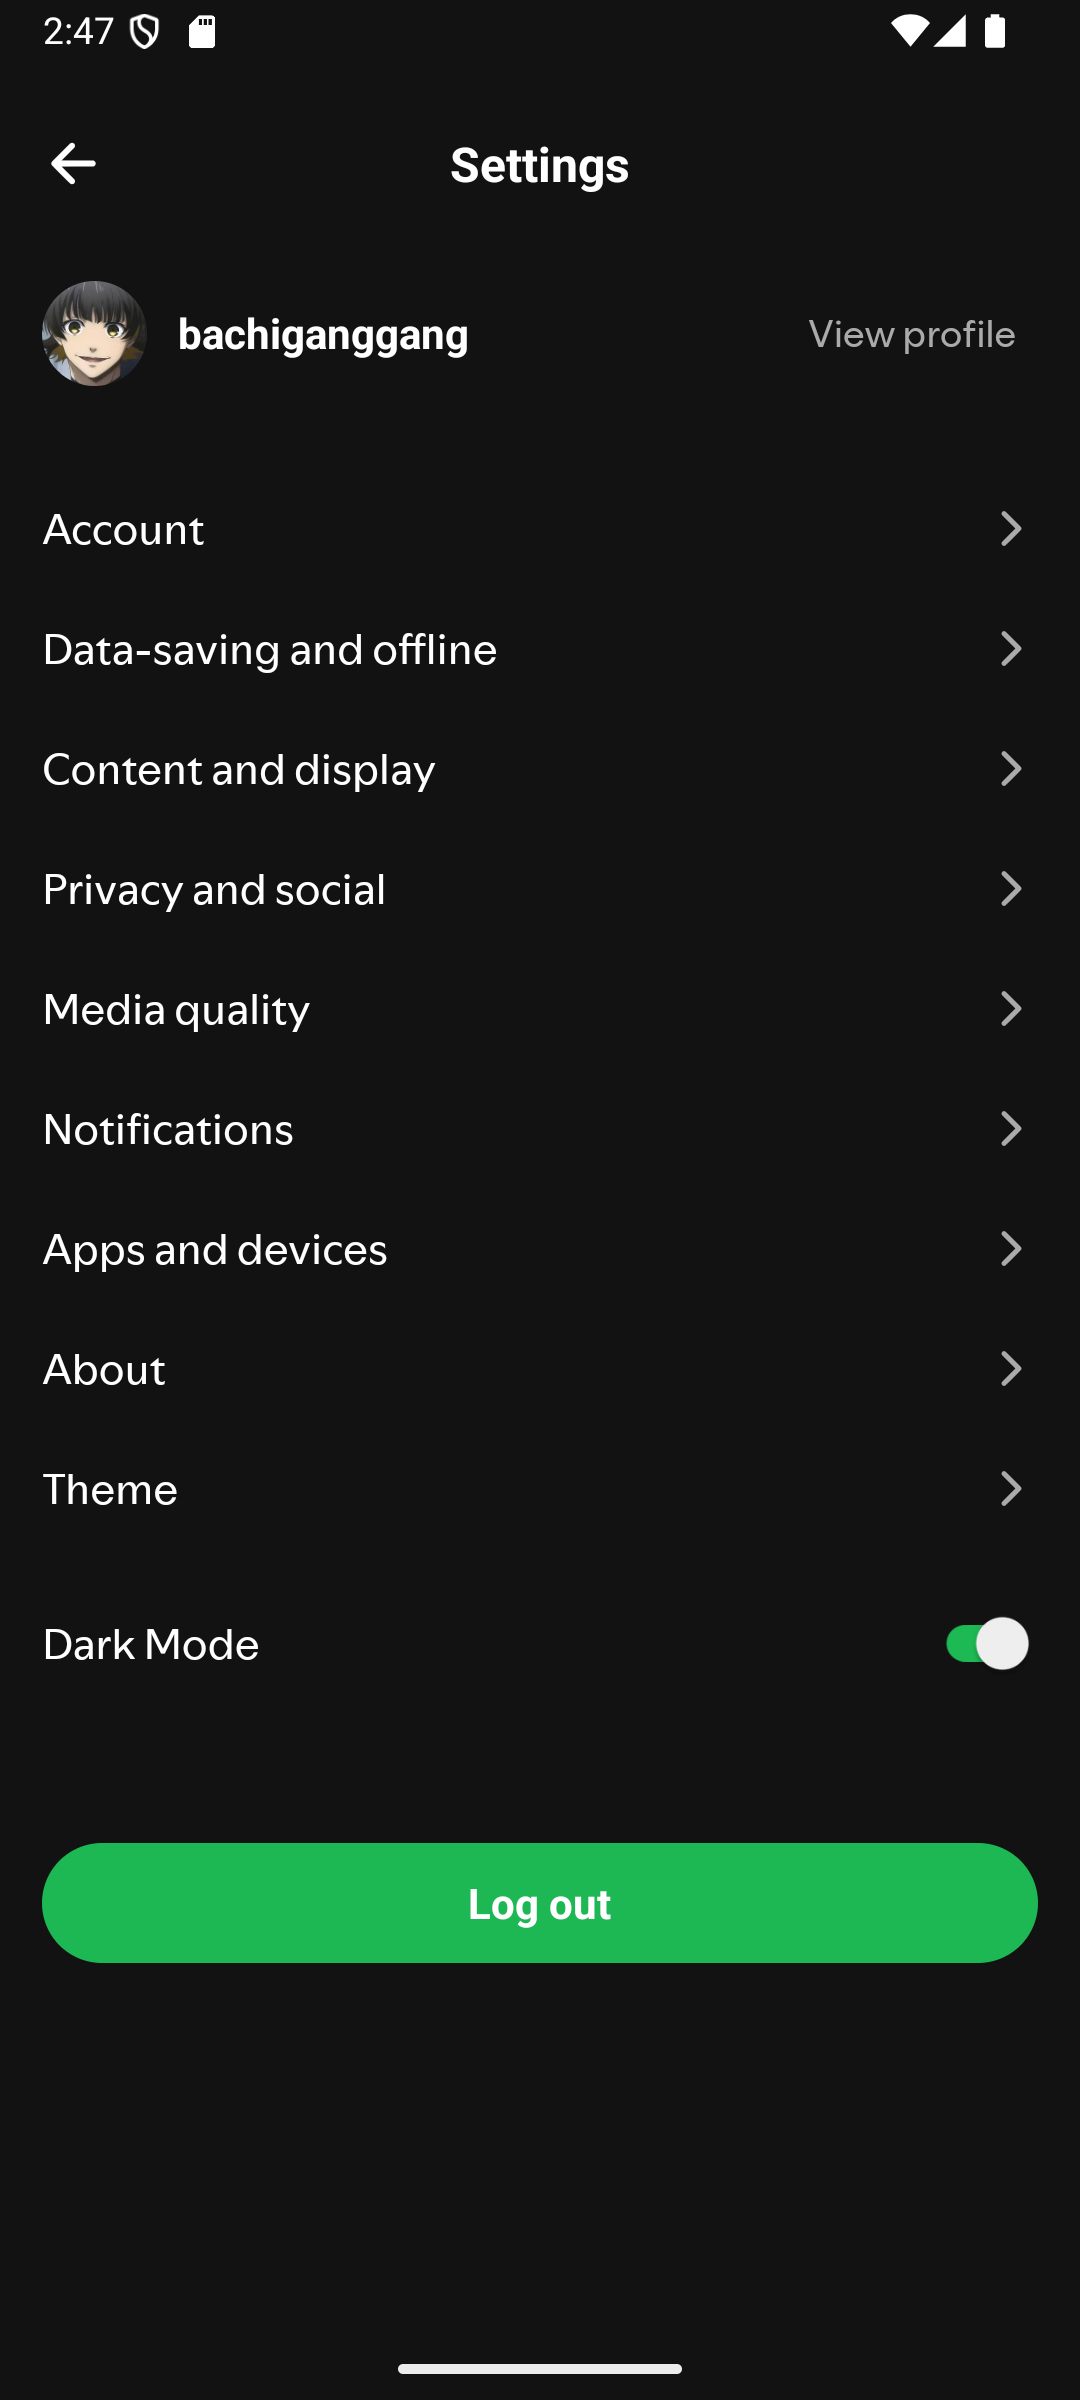 2:47
Settings
bachiganggang
View profile
Account
Data-saving and offline
Content and display
Privacy and social
Media quality
Notifications
Apps and devices
About
Theme
Dark Mode
Log out